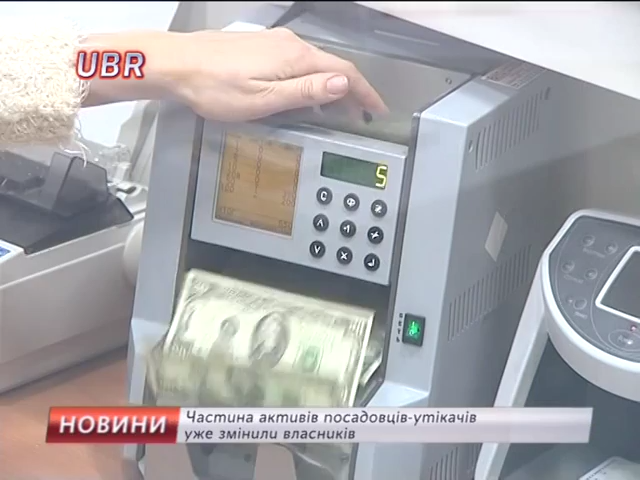 UBR
5
НОВИНИ
Частина активів посадовців-утікачів
уже змінили власників